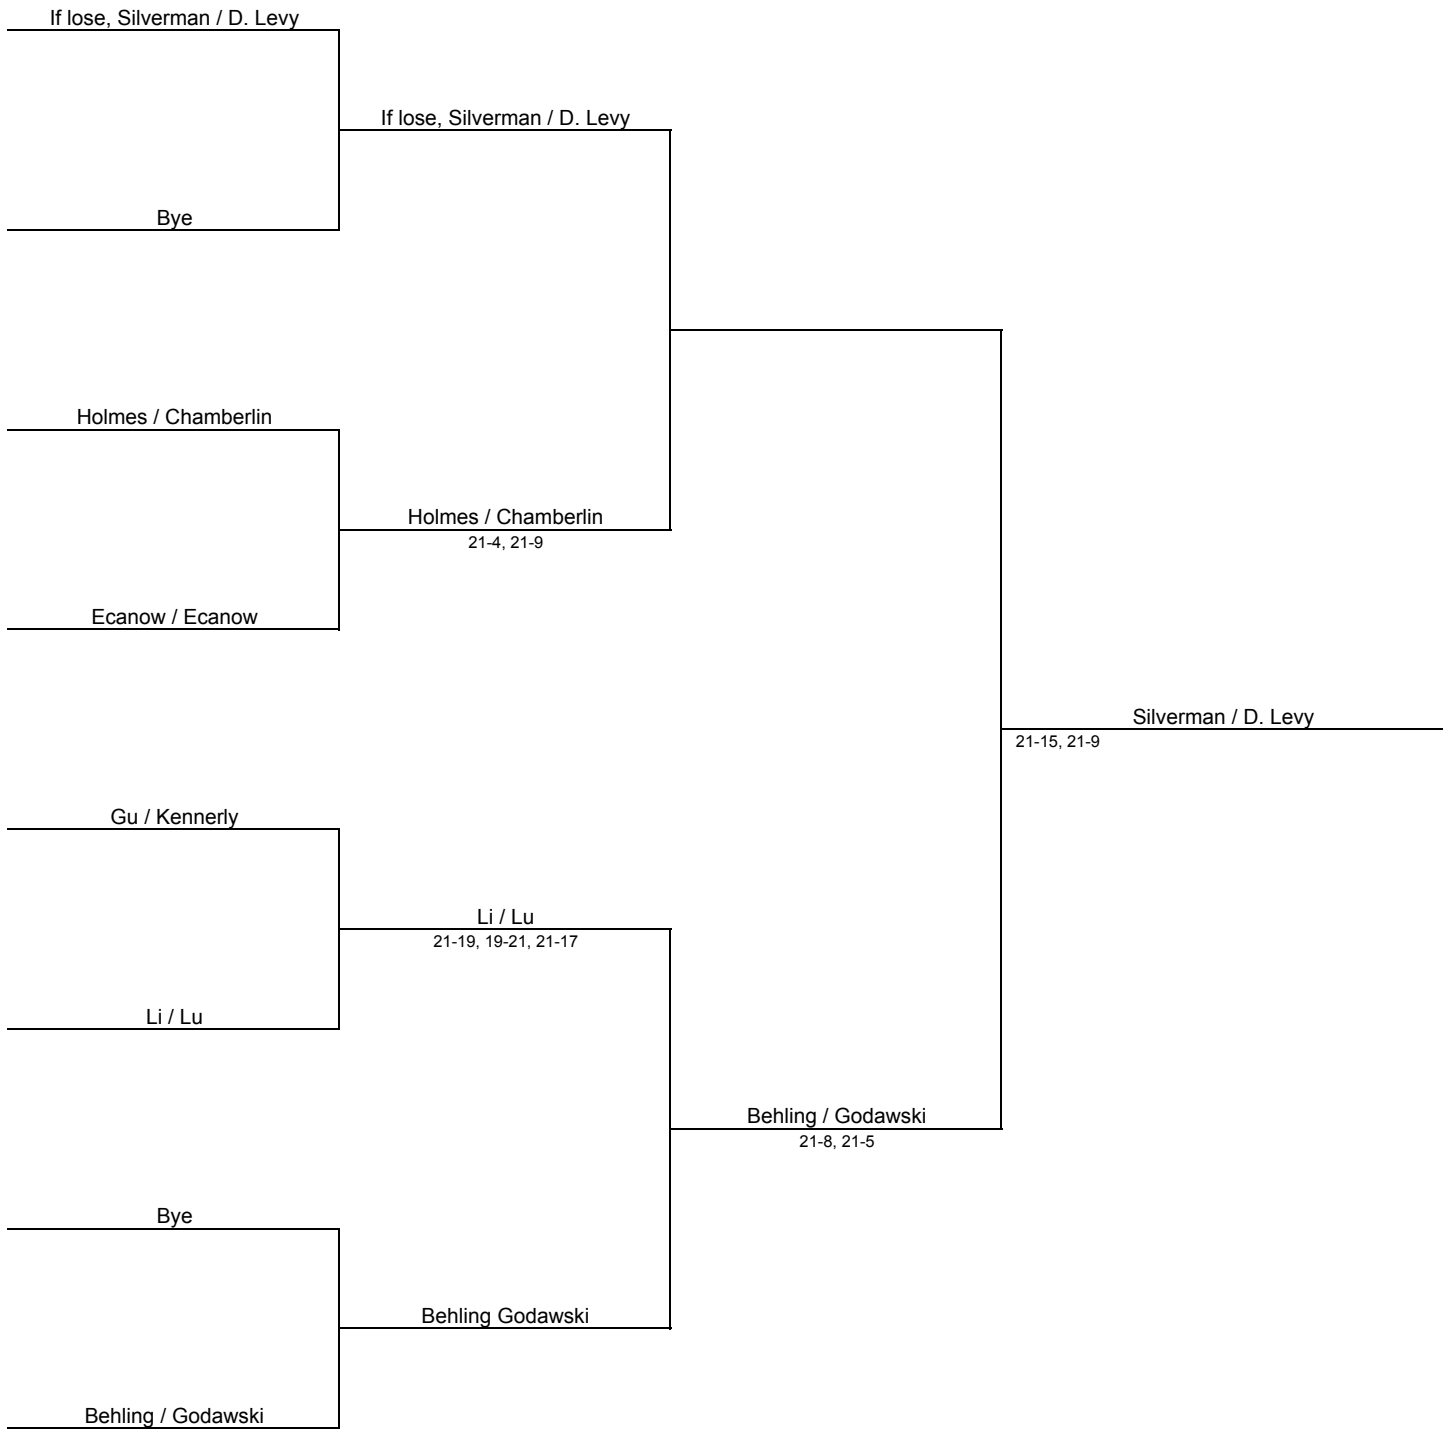 If lose, Silverman / D. Levy
If lose, Silverman / D. Levy
Bye
Holmes / Chamberlin
Holmes / Chamberlin
21-4, 21-9
Ecanow / Ecanow
Silverman / D. Levy
21-15, 21-9
Gu / Kennerly
Li / Lu
21-19, 19-21, 21-17
Li / Lu
Behling / Godawski
21-8, 21-5
Bye
Behling Godawski
Behling / Godawski